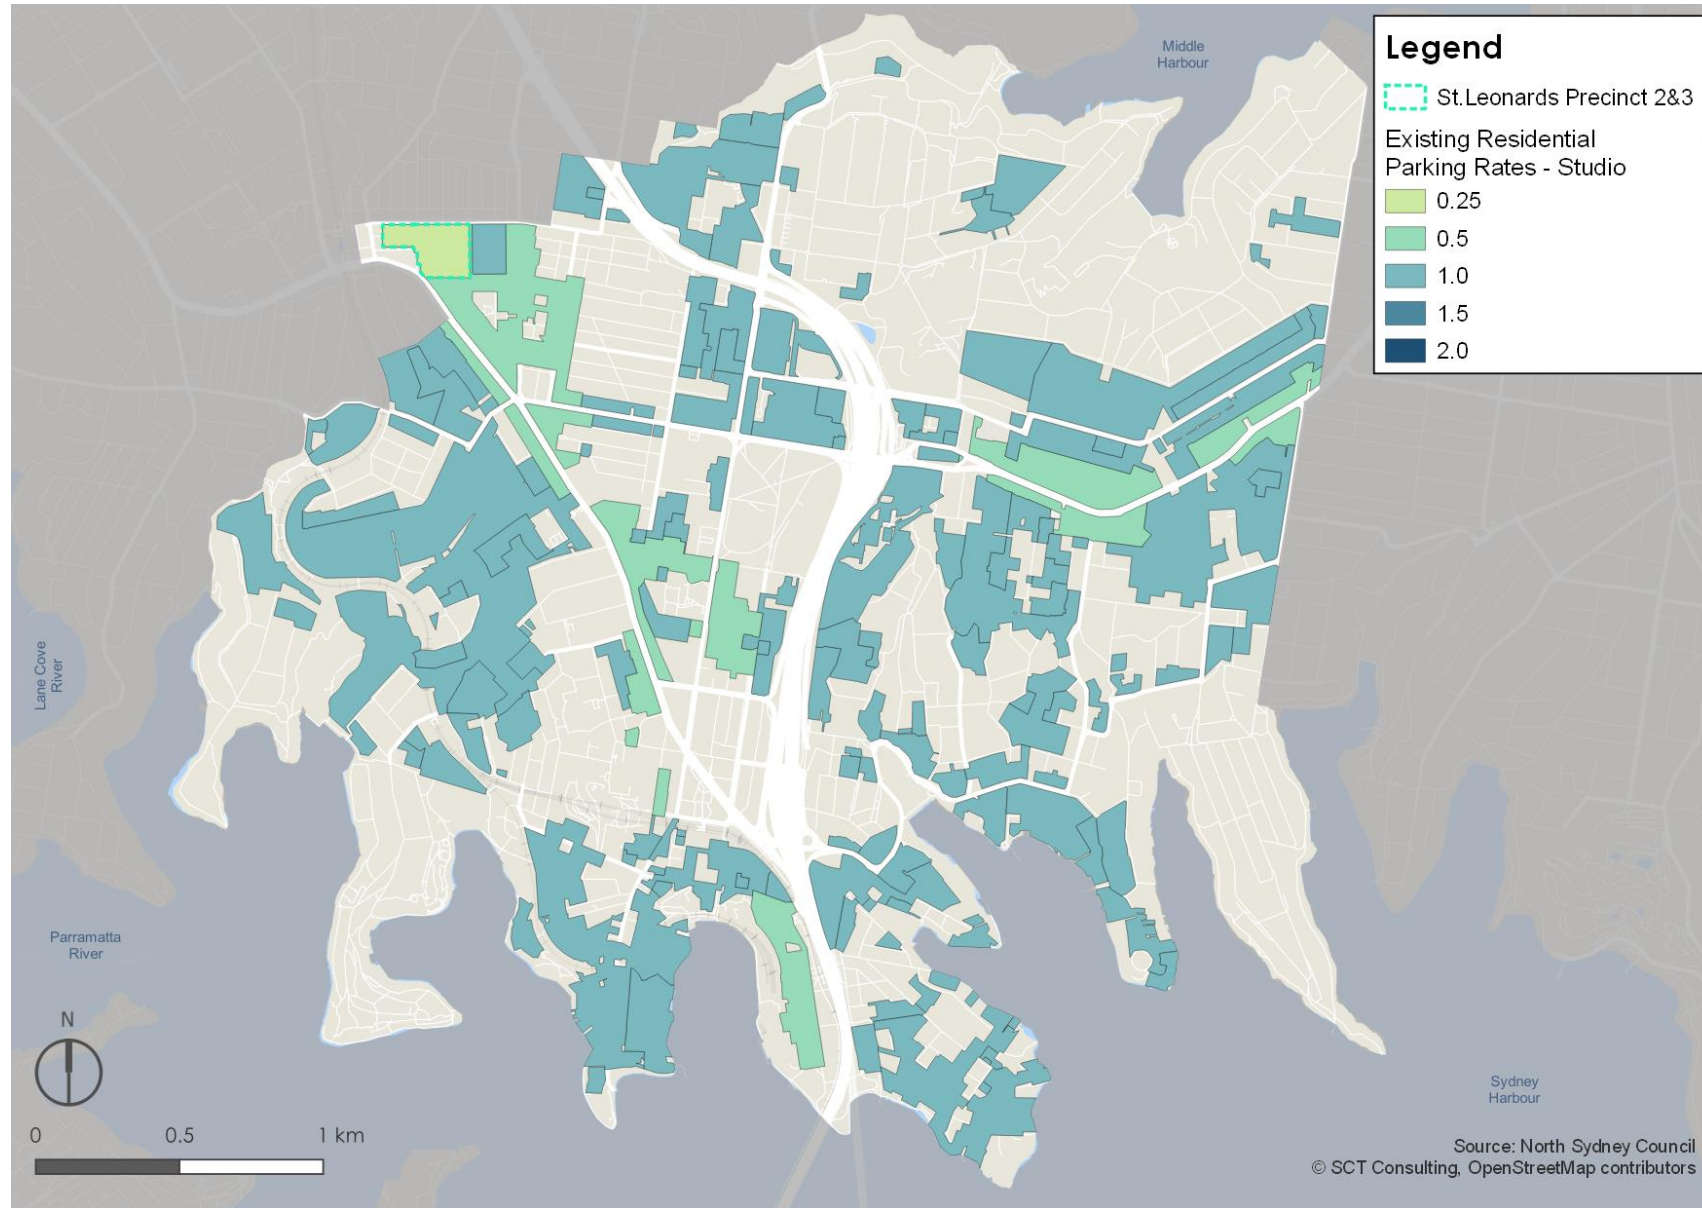 Legend
St.Leonards Precinct 2&3
Existing Residential
Parking Rates - Studio
0.25
0.5
1.0
1.5
2.0
Middle
Harbour
Lane Cove
River
Parramatta
River
Sydney
Harbour
N
0 0.5 1 km
Source: North Sydney Council
© SCT Consulting, OpenStreetMap contributors